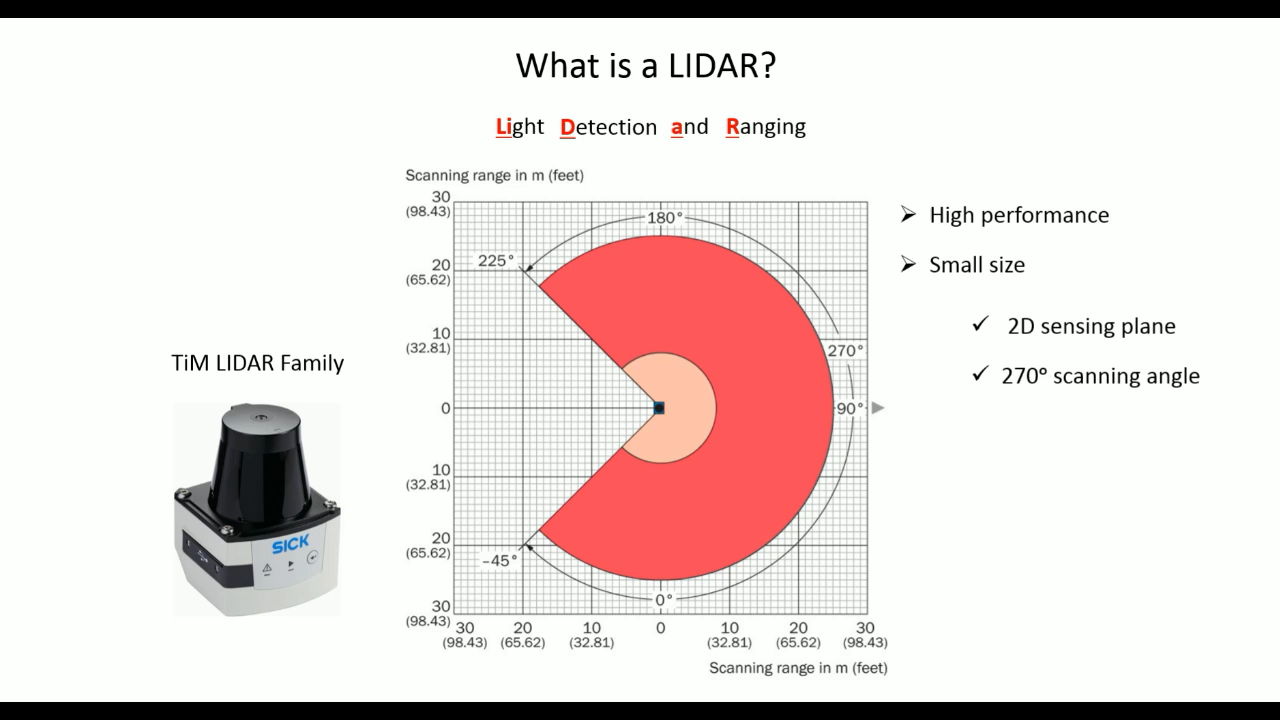 What is a LIDAR?
Light Detection and Ranging
Scanning range in m (feet)
30
(98.43)
180°
225°
20
(65.62)
10
(32.81)
270°
0
90°
10
(32.81)
20
(65.62)
-45°
0°
30
(98.43)
30 20 10 0 10 20 30
(98.43) (65.62) (32.81) (32.81) (65.62) (98.43)
Scanning range in m (feet)
TiM LIDAR Family
SICK
High performance
Small size
2D sensing plane
270° scanning angle